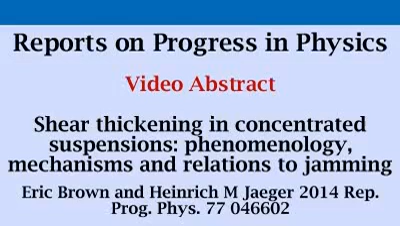 Reports on Progress in Physics
Video Abstract
Shear thickening in concentrated
suspensions: phenomenology,
mechanisms and relations to jamming
Eric Brown and Heinrich M Jaeger 2014 Rep.
Prog. Phys. 77 046602